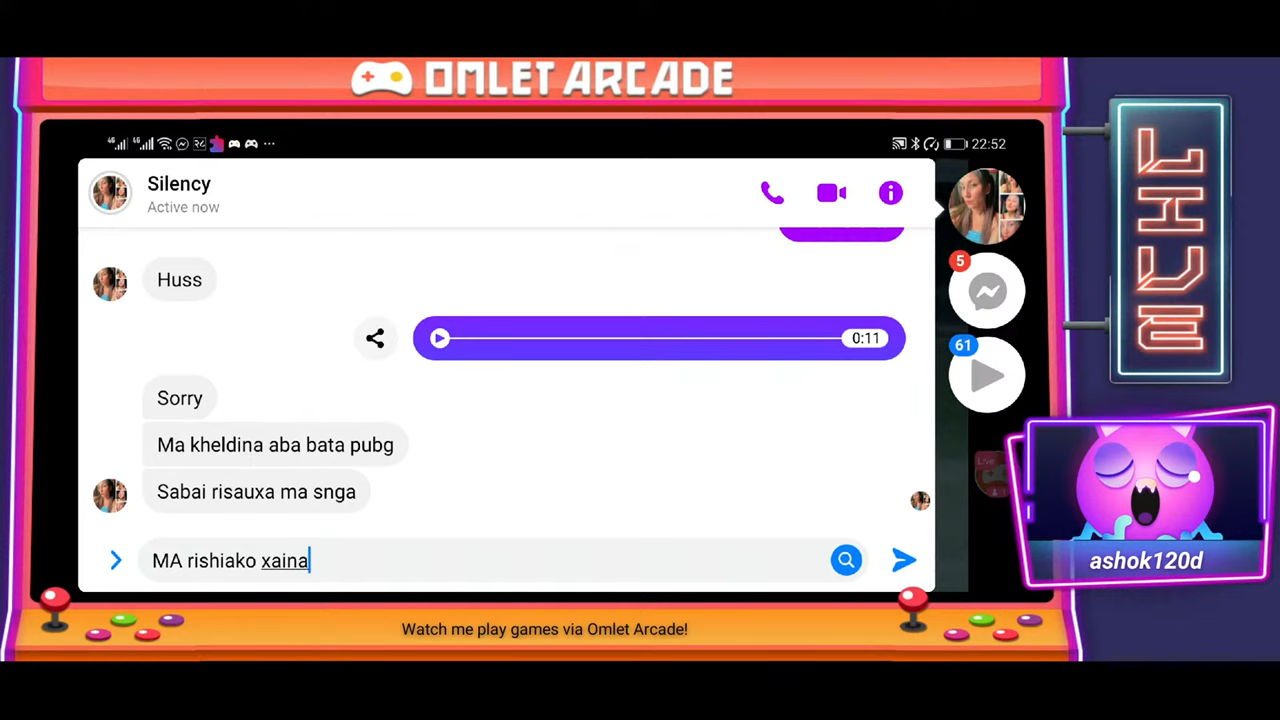 OMLET ARCADE
22:52
Silency
Active now
Huss
0:11
Sorry
Ma kheldina aba bata pubg
Sabai risauxa ma snga
MA rishiako xaina
5
61
Live
LIVE
ashok120d
Watch me play games via Omlet Arcade!